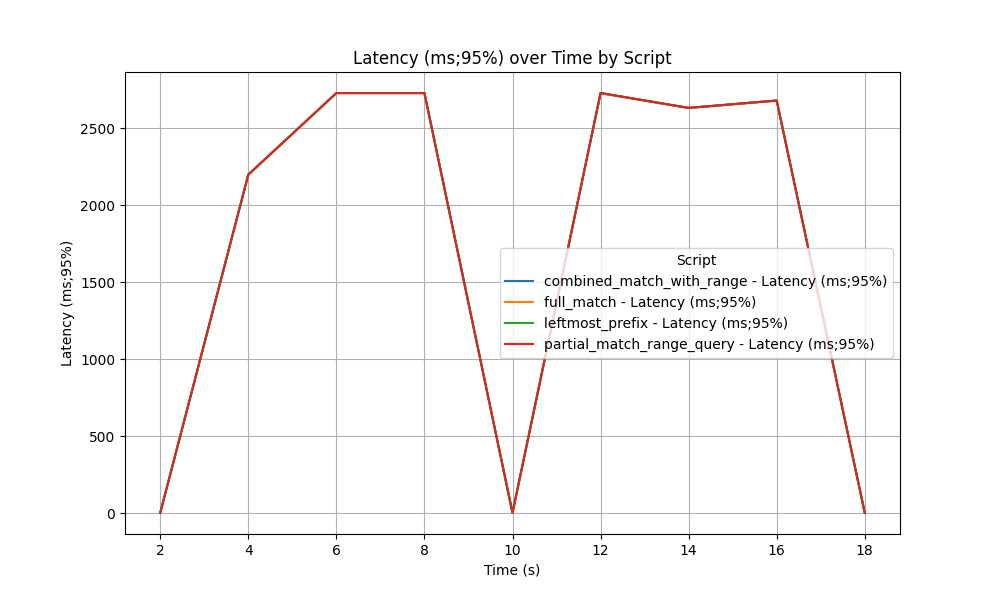 Latency (ms;95%) over Time by Script
Latency (ms;95%)
2500
2000
1500
1000
500
0
Script
combined_match_with_range - Latency (ms;95%)
full_match - Latency (ms;95%)
leftmost_prefix - Latency (ms;95%)
partial_match_range_query - Latency (ms;95%)
2 4 6 8 10 12 14 16 18
Time (s)